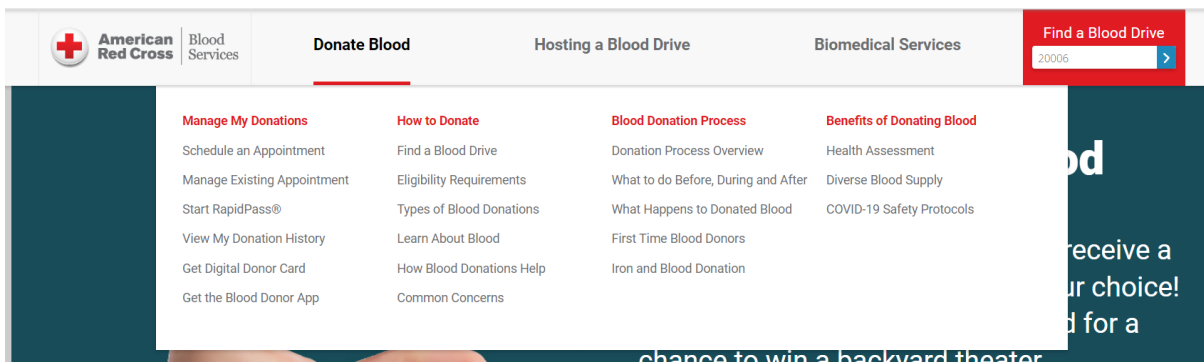 American Red Cross
Blood Services
Donate Blood
Hosting a Blood Drive
Biomedical Services
Find a Blood Drive
20006
Manage My Donations
Schedule an Appointment
Manage Existing Appointment
Start RapidPass®
View My Donation History
Get Digital Donor Card
Get the Blood Donor App
How to Donate
Find a Blood Drive
Eligibility Requirements
Types of Blood Donations
Learn About Blood
How Blood Donations Help
Common Concerns
Blood Donation Process
Donation Process Overview
What to do Before, During and After
What Happens to Donated Blood
First Time Blood Donors
Iron and Blood Donation
Benefits of Donating Blood
Health Assessment
Diverse Blood Supply
COVID-19 Safety Protocols
receive a
choice!
for a
chance to win a backyard theater